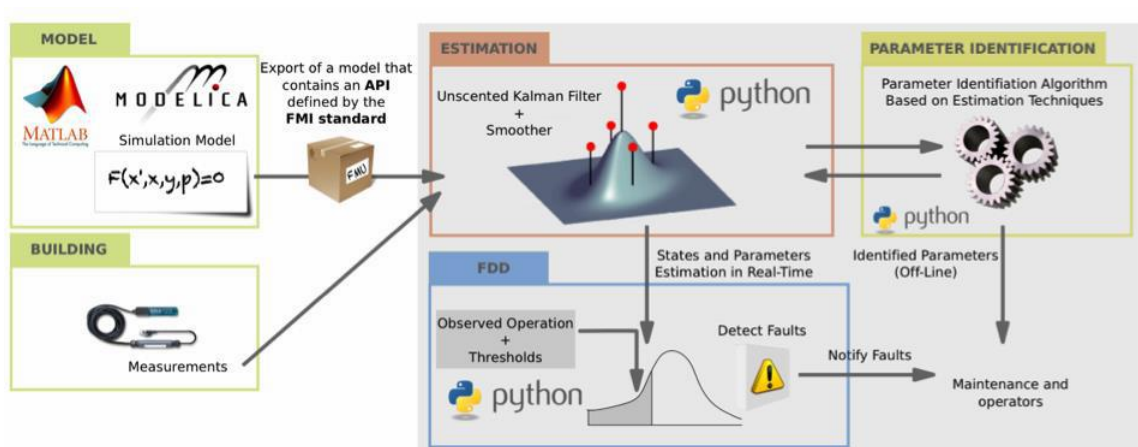 MODEL
MATLAB
The Language of Technical Computing
MODELICA
Simulation Model
F(x',x,y,p)=0
Export of a model that
contains an API
defined by the
FMI standard
FMU
BUILDING
Measurements
ESTIMATION
Unscented Kalman Filter
+
Smoother
python
PARAMETER IDENTIFICATION
Parameter Identifiation Algorithm
Based on Estimation Techniques
python
States and Parameters
Estimation in Real-Time
Identified Parameters
(Off-Line)
FDD
Observed Operation
+
Thresholds
python
Detect Faults
Notify Faults
Maintenance and
operators